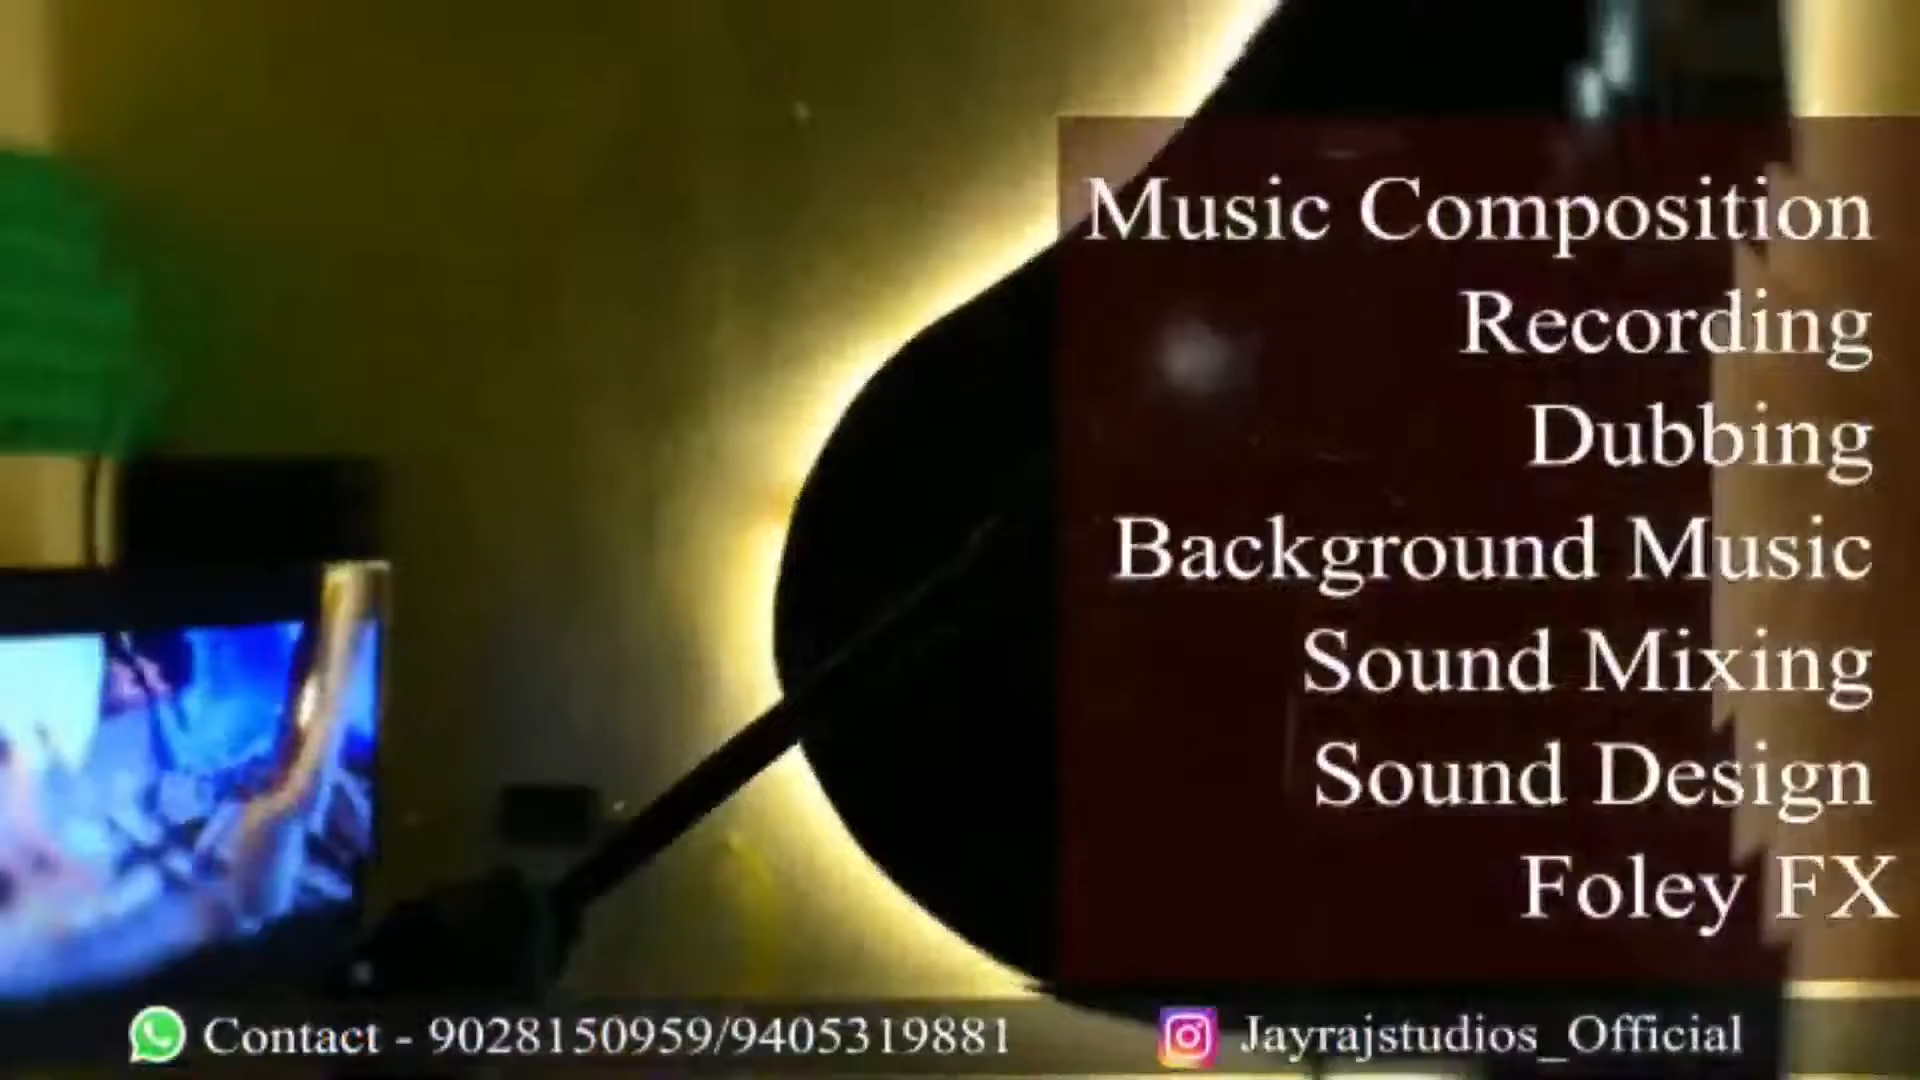 Music Composition
Recording
Dubbing
Background Music
Sound Mixing
Sound Design
Foley FX
Contact - 9028150959/9405319881
Jayrajstudios_Official